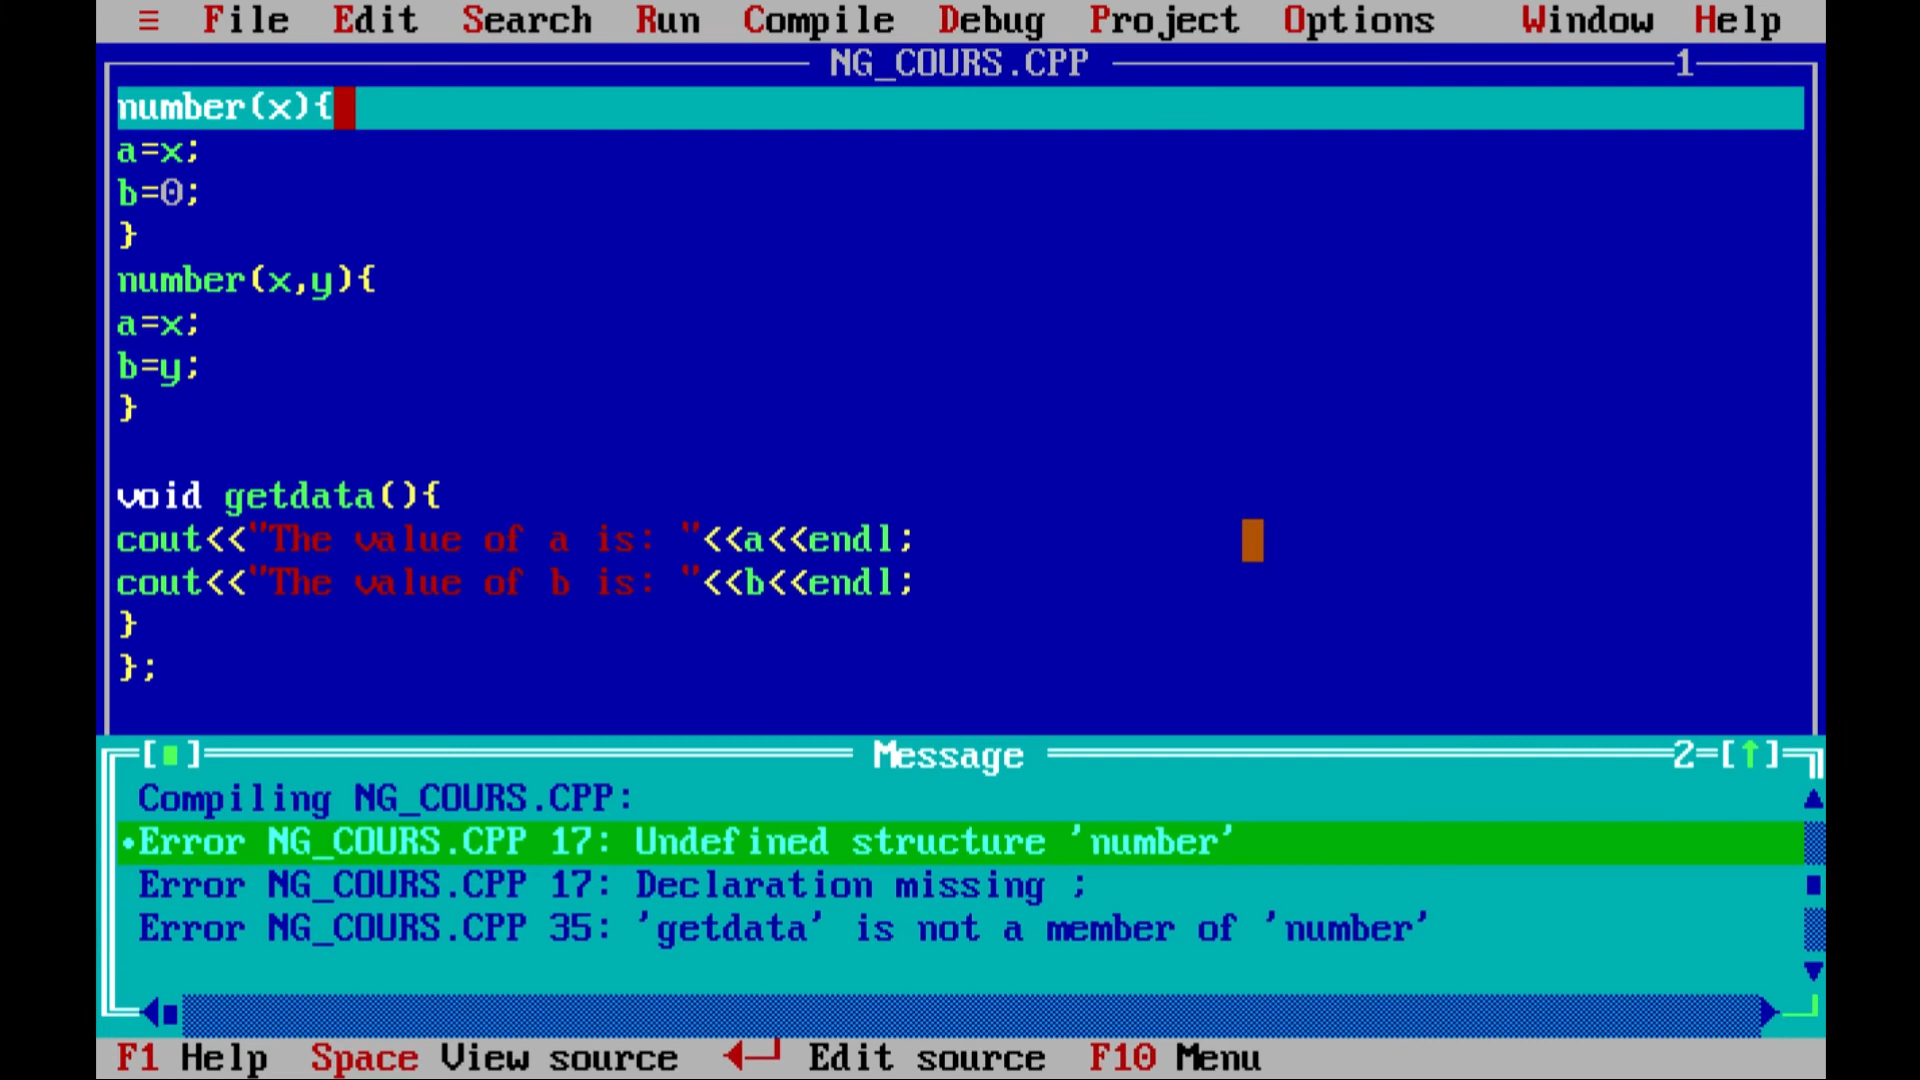 ≡ File Edit Search Run Compile Debug Project Options Window Help
NG_COURS.CPP 1
number(x){
a=x;
b=0;
}
number(x,y){
a=x;
b=y;
}
void getdata(){
cout<<"The value of a is: "<<a<<endl;
cout<<"The value of b is: "<<b<<endl;
}
};
[■] Message 2=[↑]
Compiling NG_COURS.CPP:
•Error NG_COURS.CPP 17: Undefined structure 'number'
Error NG_COURS.CPP 17: Declaration missing ;
Error NG_COURS.CPP 35: 'getdata' is not a member of 'number'
F1 Help Space View source ◄─┘ Edit source F10 Menu